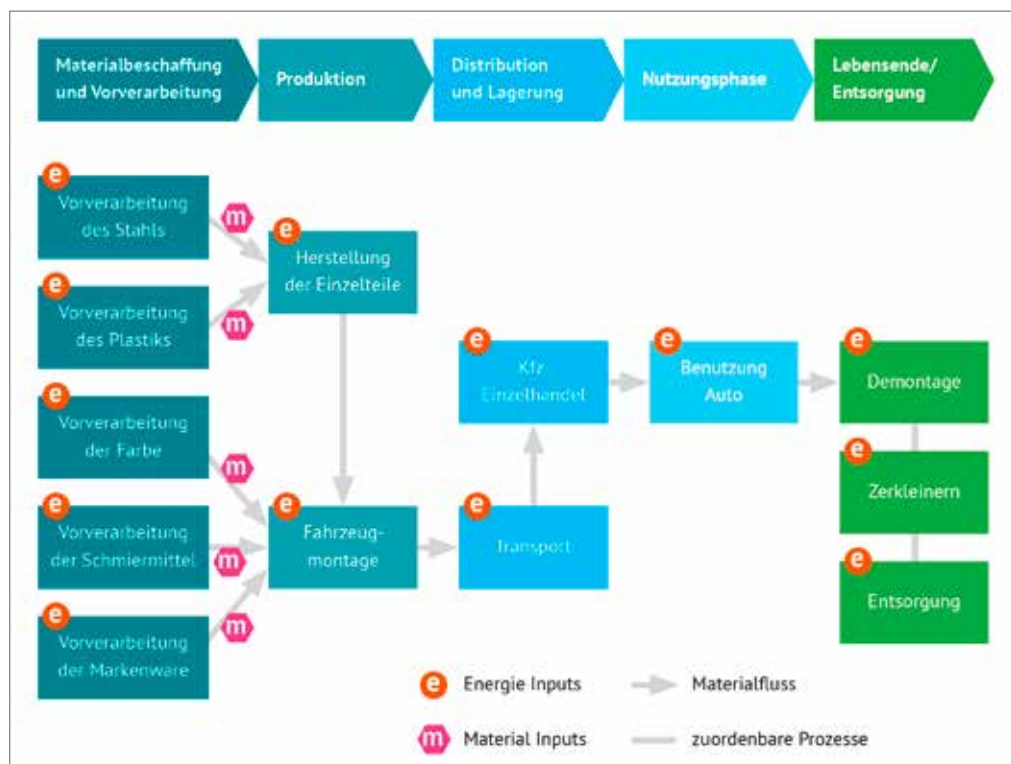 Materialbeschaffung
und Vorverarbeitung
Produktion
Distribution
und Lagerung
Nutzungsphase
Lebensende/
Entsorgung
e
Vorverarbeitung
des Stahls
m
e
Herstellung
der Einzelteile
e
Vorverarbeitung
des Plastiks
m
e
Kfz
Einzelhandel
e
Benutzung
Auto
e
Demontage
e
Vorverarbeitung
der Farbe
m
e
Zerkleinern
e
Vorverarbeitung
der Schmiermittel
m
e
Fahrzeug-
montage
e
Transport
e
Entsorgung
e
Vorverarbeitung
der Markenware
m
e Energie Inputs
Materialfluss
m Material Inputs
zuordenbare Prozesse